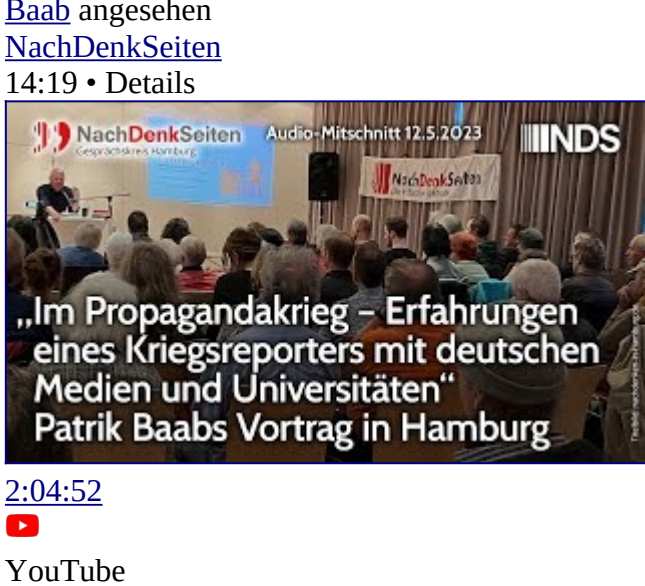 Baab angesehen
NachDenkSeiten
14:19 • Details
NachDenkSeiten
Gesprächskreis Hamburg
Audio-Mitschnitt 12.5.2023
NDS
NachDenkSeiten
„Im Propagandakrieg – Erfahrungen
eines Kriegsreporters mit deutschen
Medien und Universitäten“
Patrik Baabs Vortrag in Hamburg
2:04:52
YouTube